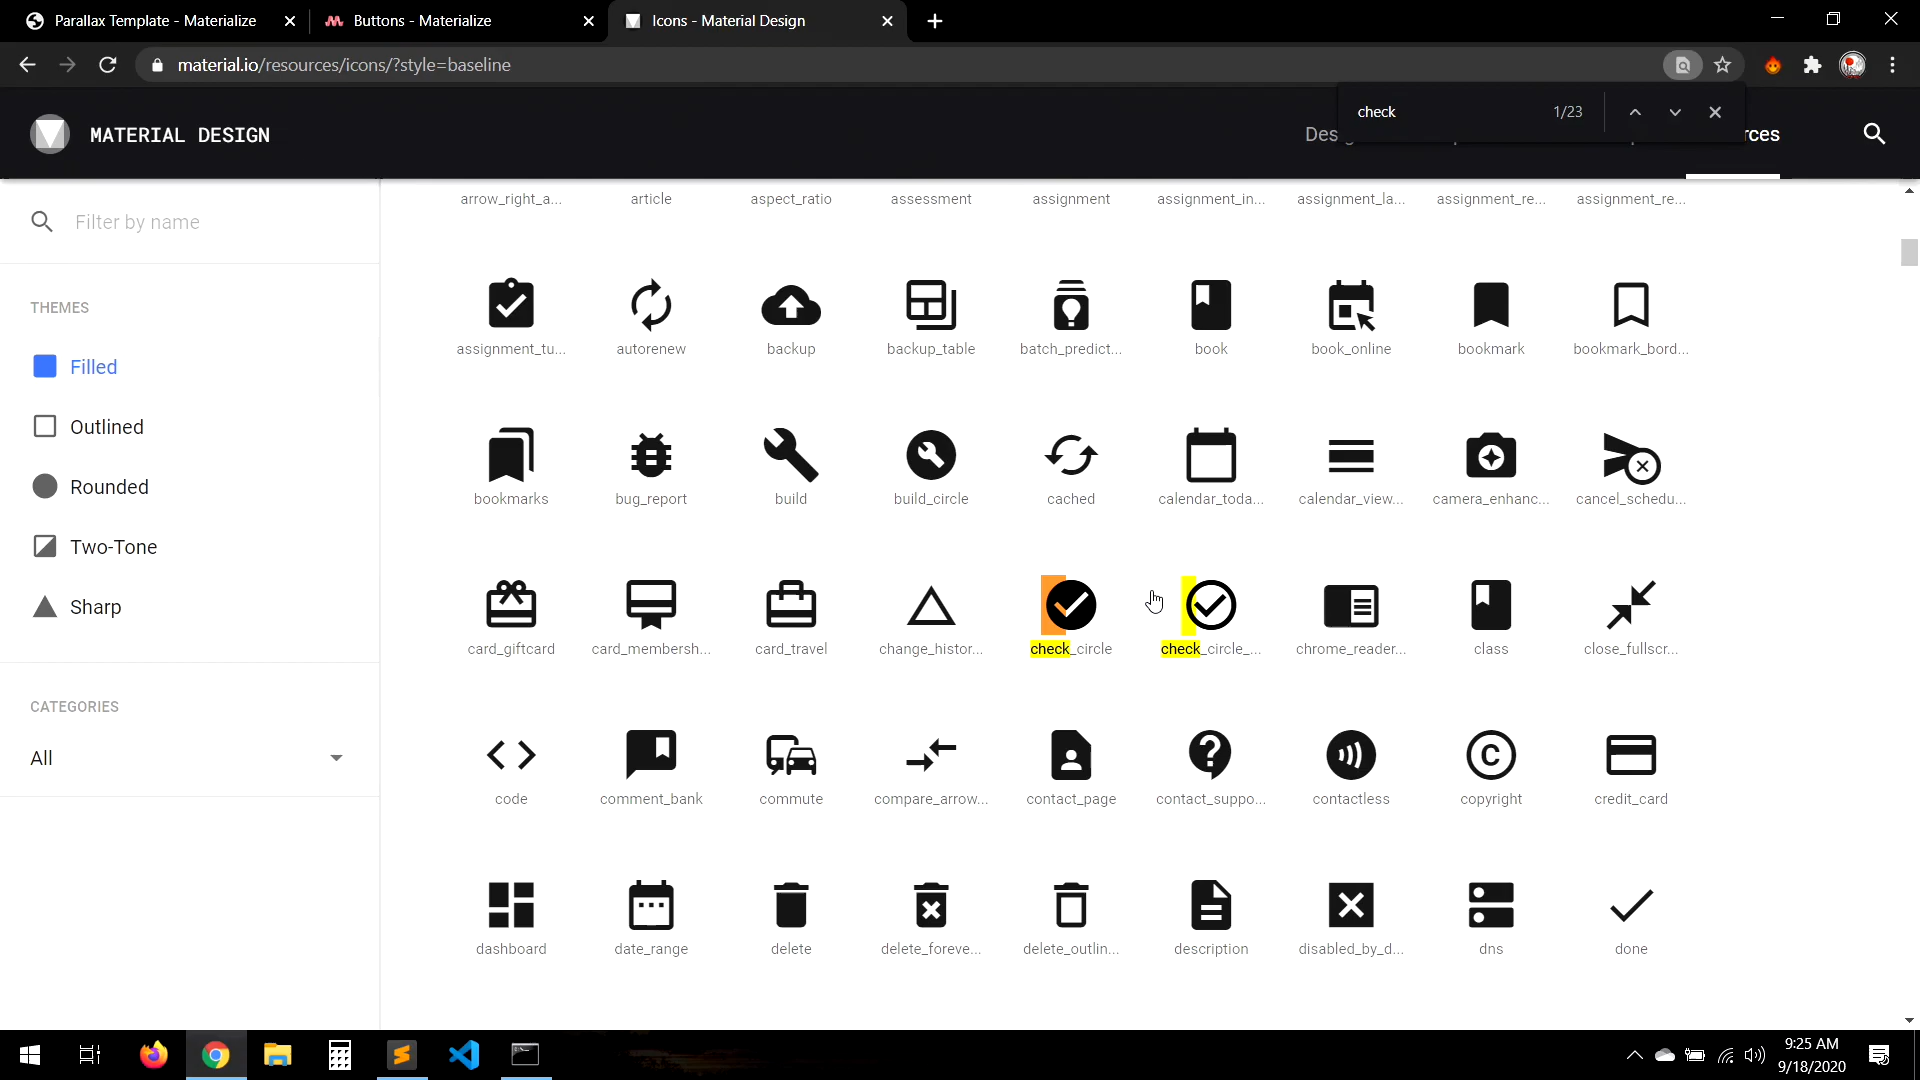 Parallax Template - Materialize
Buttons - Materialize
Icons - Material Design
material.io/resources/icons/?style=baseline
check
1/23
MATERIAL DESIGN
Filter by name
THEMES
Filled
Outlined
Rounded
Two-Tone
Sharp
CATEGORIES
All
arrow_right_a... article aspect_ratio assessment assignment assignment_in... assignment_la... assignment_re... assignment_re...
assignment_tu... autorenew backup backup_table batch_predict... book book_online bookmark bookmark_bord...
bookmarks bug_report build build_circle cached calendar_toda... calendar_view... camera_enhanc... cancel_schedu...
card_giftcard card_membersh... card_travel change_histor... check_circle check_circle_... chrome_reader... class close_fullscr...
code comment_bank commute compare_arrow... contact_page contact_suppo... contactless copyright credit_card
dashboard date_range delete delete_foreve... delete_outlin... description disabled_by_d... dns done
9:25 AM
9/18/2020